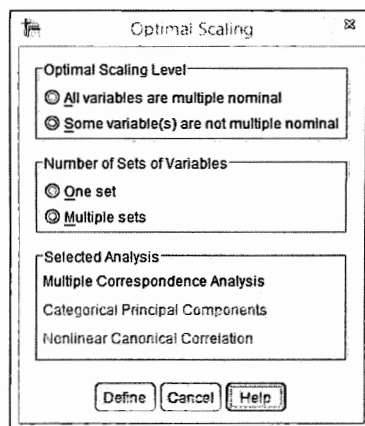 Optimal Scaling
Optimal Scaling Level
All variables are multiple nominal
Some variable(s) are not multiple nominal
Number of Sets of Variables
One set
Multiple sets
Selected Analysis
Multiple Correspondence Analysis
Categorical Principal Components
Nonlinear Canonical Correlation
Define Cancel Help